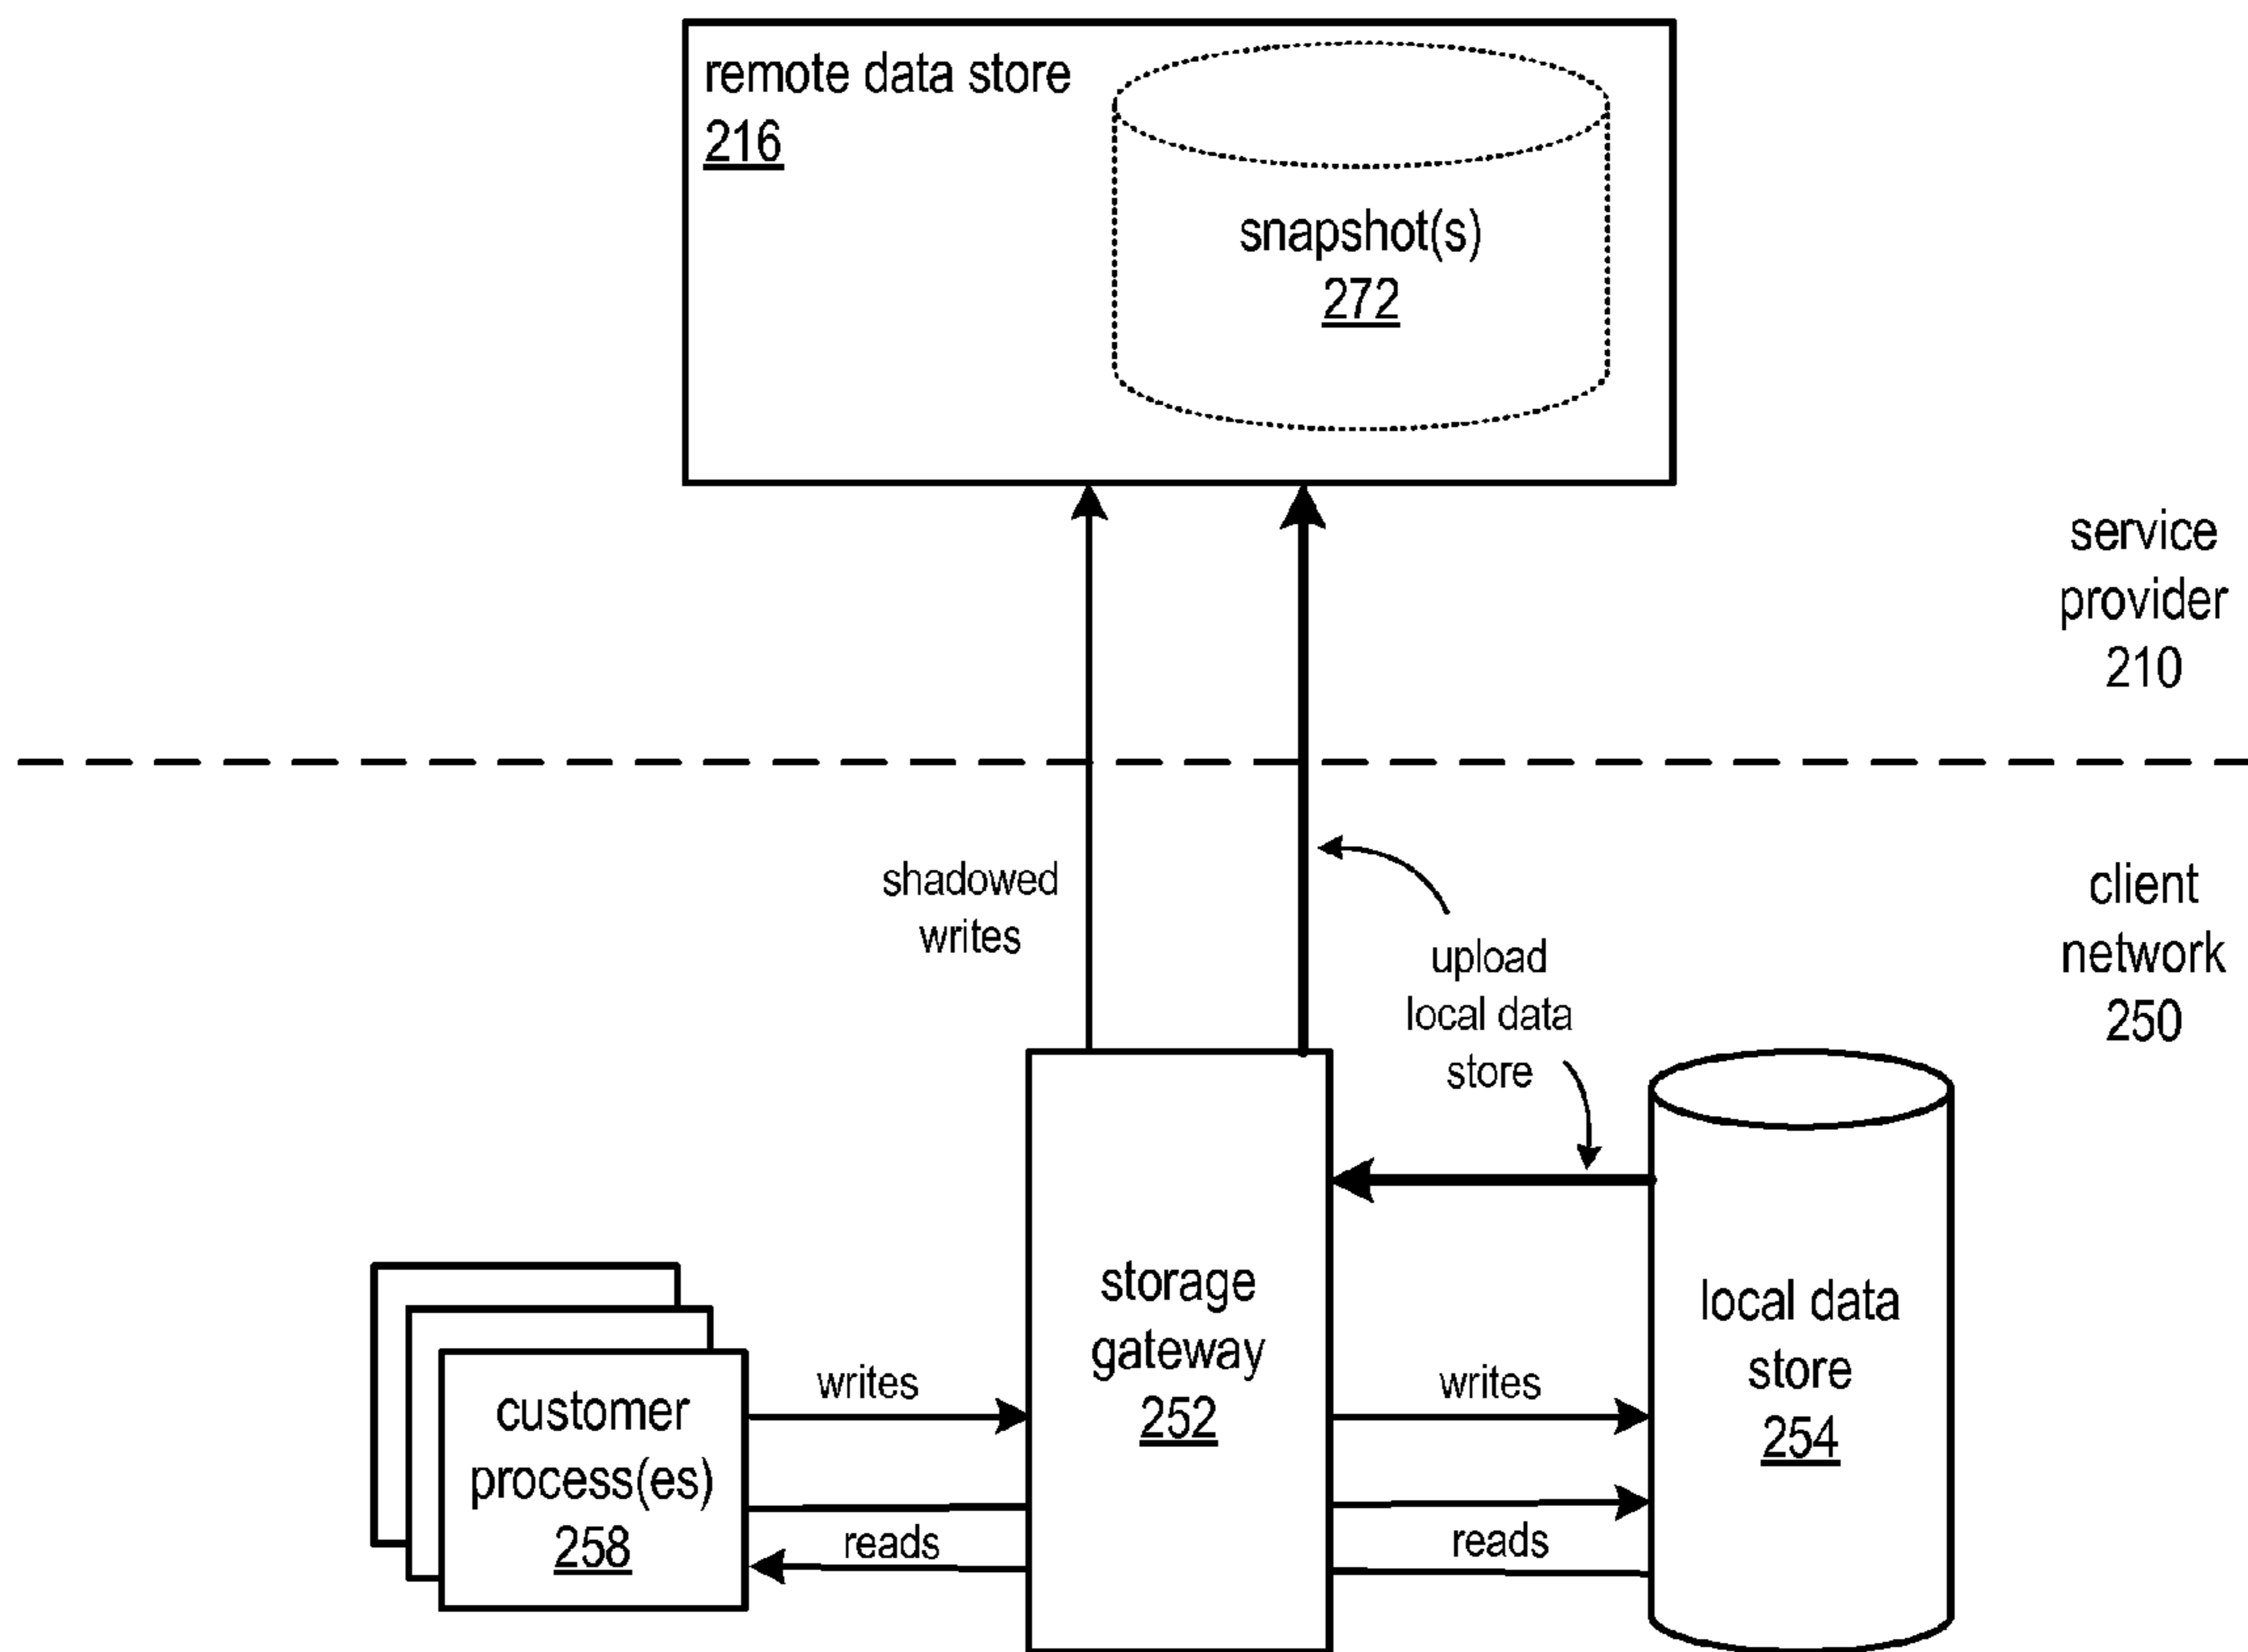 remote data store
216
snapshot(s)
272
service
provider
210
shadowed
writes
client
network
250
upload
local data
store
storage
gateway
252
local data
store
254
customer
process(es)
258
writes
reads
writes
reads